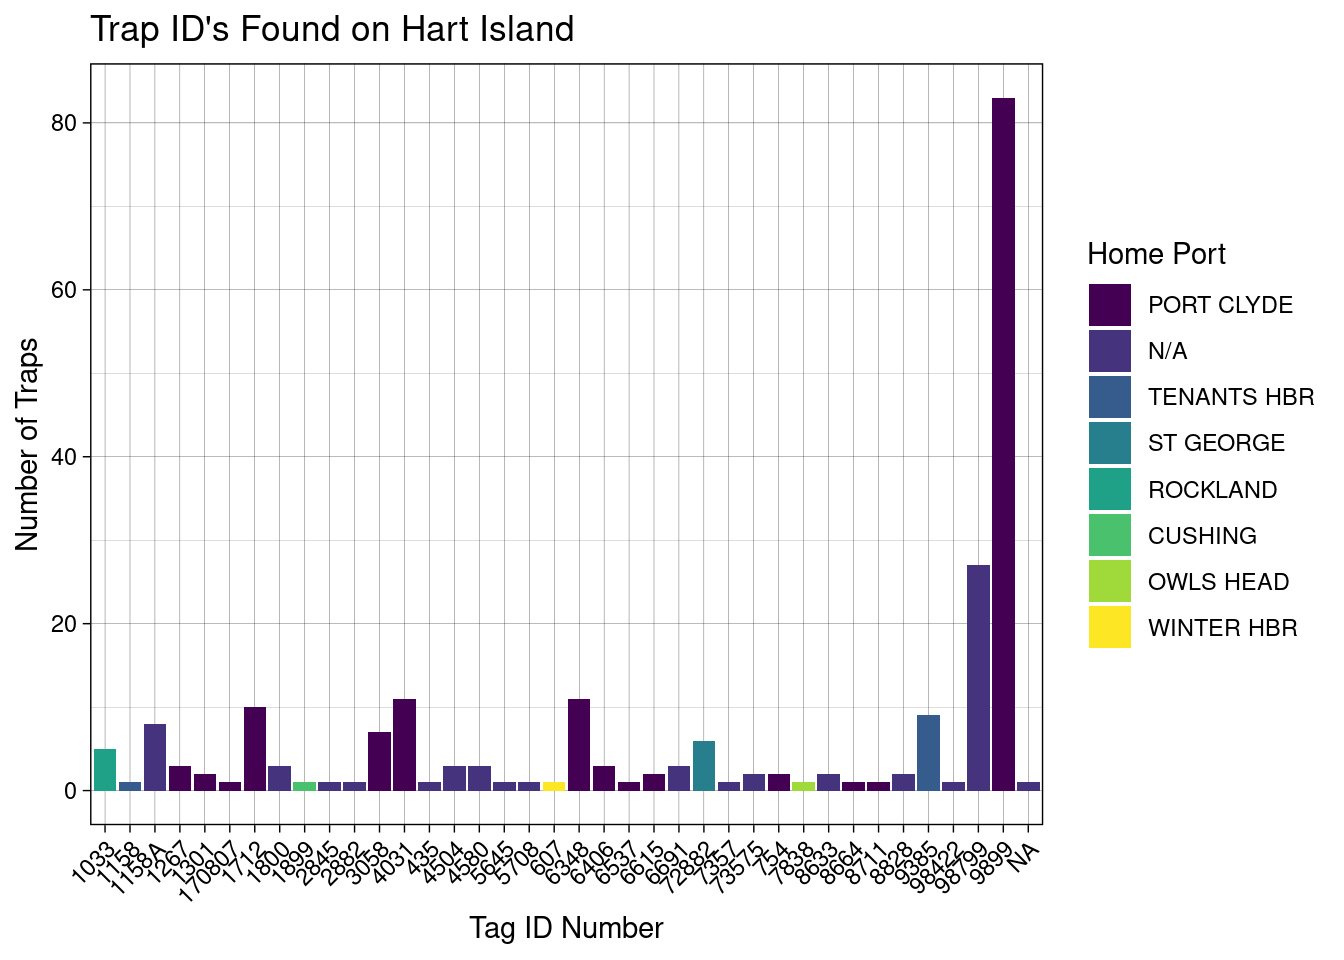 Trap ID's Found on Hart Island
Number of Traps
80
60
40
20
0
1033
1158
1158A
1267
1301
170807
1712
1800
1899
2845
2882
3058
4031
435
4504
4580
5645
5708
607
6348
6406
6537
6615
6691
72882
7357
73575
754
7838
8633
8664
8711
8828
9385
98422
98799
9899
NA
Tag ID Number
Home Port
PORT CLYDE
N/A
TENANTS HBR
ST GEORGE
ROCKLAND
CUSHING
OWLS HEAD
WINTER HBR